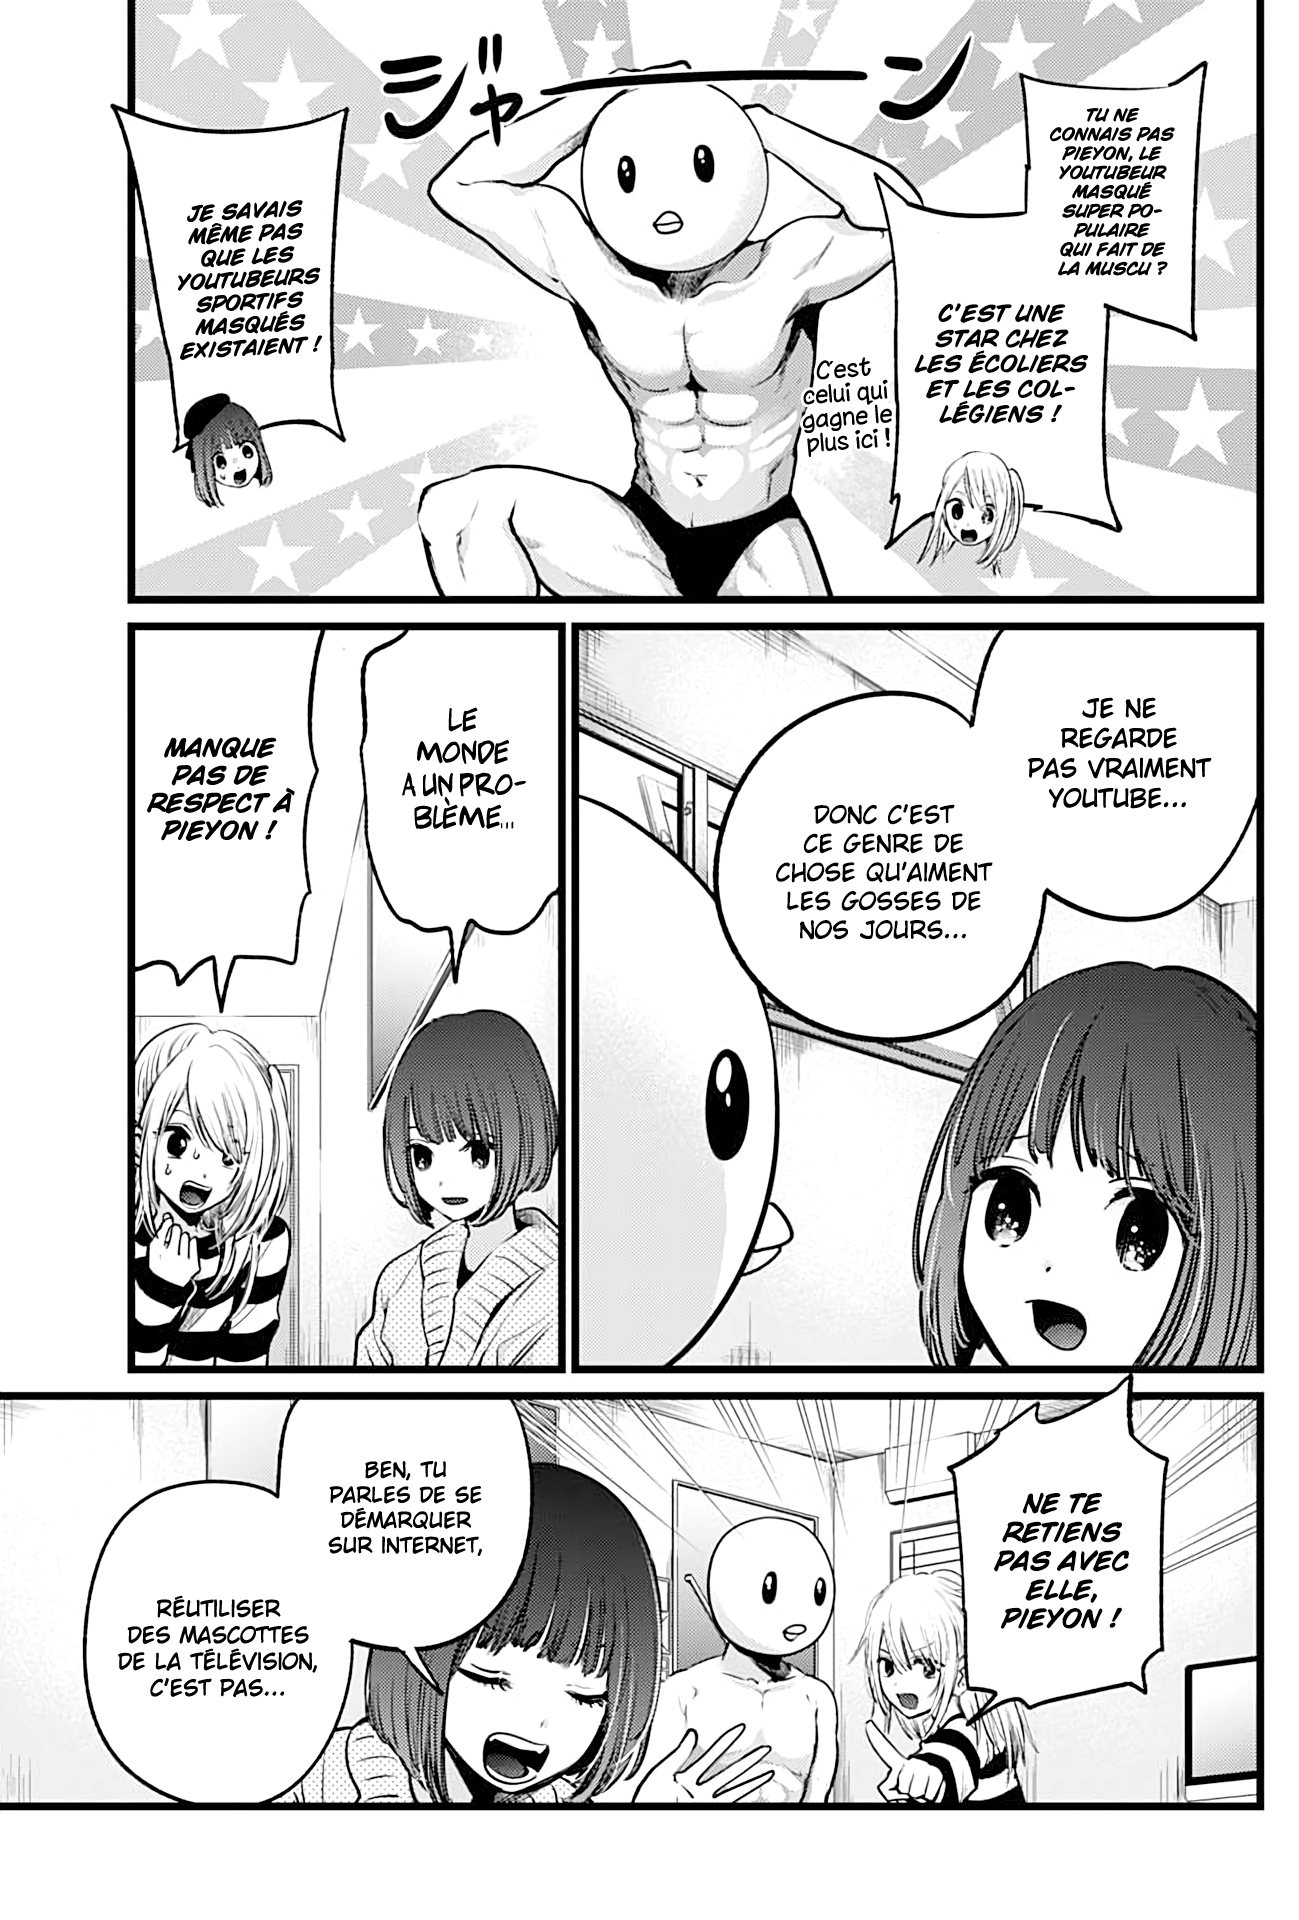 ジャーン
TU NE
CONNAIS PAS
PIEYON, LE
YOUTUBEUR
MASQUÉ
SUPER PO-
PULAIRE
QUI FAIT DE
LA MUSCU ?
C'EST UNE
STAR CHEZ
LES ÉCOLIERS
ET LES COL-
LÉGIENS !
C'est
celui qui
gagne le
plus ici !
JE SAVAIS
MÊME PAS
QUE LES
YOUTUBEURS
SPORTIFS
MASQUÉS
EXISTAIENT !
JE NE
REGARDE
PAS VRAIMENT
YOUTUBE...
DONC C'EST
CE GENRE DE
CHOSE QU'AIMENT
LES GOSSES DE
NOS JOURS...
LE
MONDE
A UN PRO-
BLÈME...
MANQUE
PAS DE
RESPECT À
PIEYON !
NE TE
RETIENS
PAS AVEC
ELLE,
PIEYON !
BEN, TU
PARLES DE SE
DÉMARQUER
SUR INTERNET,
RÉUTILISER
DES MASCOTTES
DE LA TÉLÉVISION,
C'EST PAS...